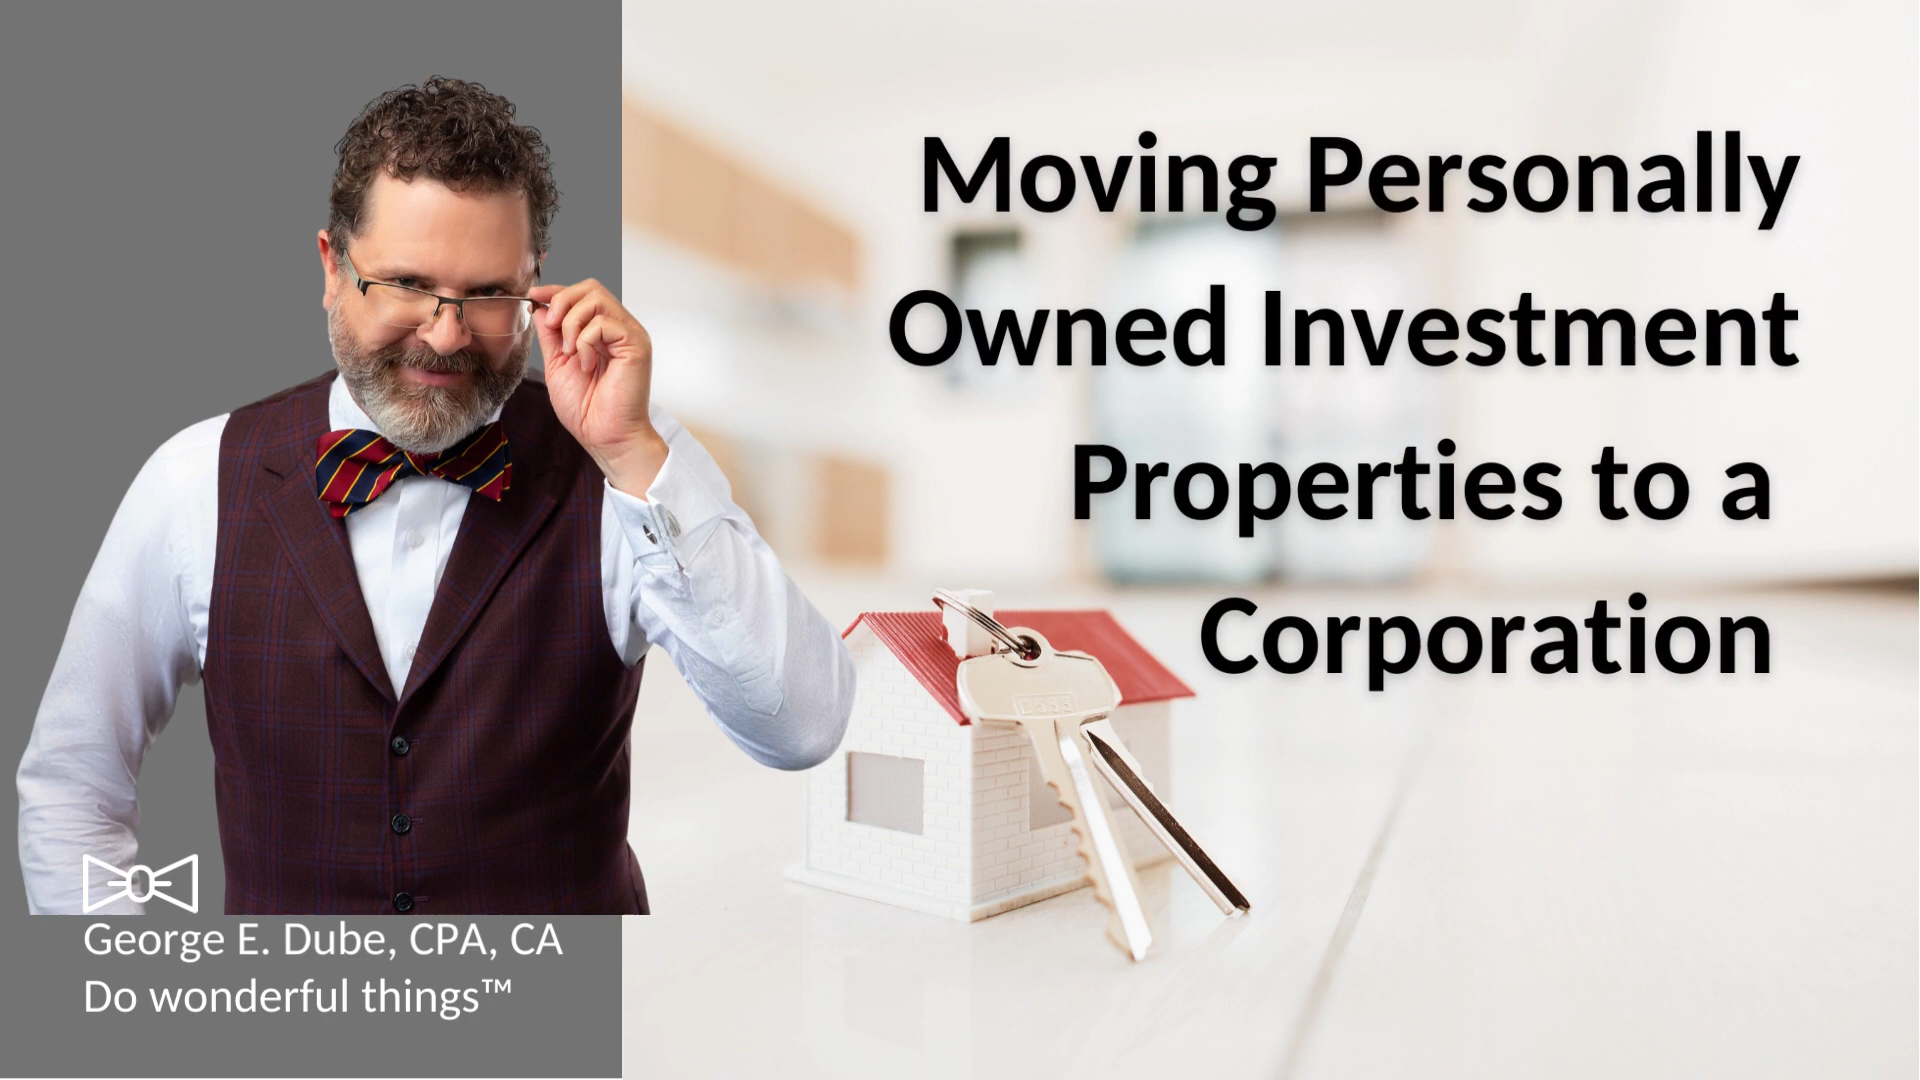 Moving Personally
Owned Investment
Properties to a
Corporation
George E. Dube, CPA, CA
Do wonderful things™